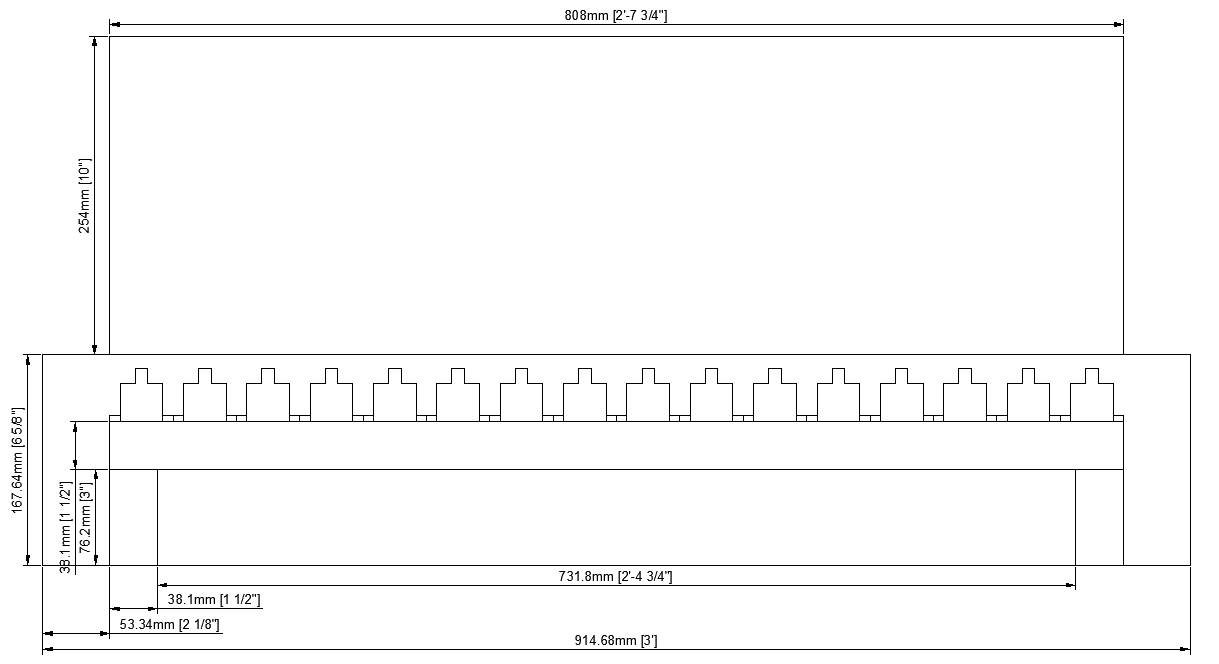 808mm [2'-7 3/4"]
254mm [10"]
167.64mm [6 5/8"]
38.1mm [1 1/2"]
76.2mm [3"]
731.8mm [2'-4 3/4"]
38.1mm [1 1/2"]
53.34mm [2 1/8"]
914.68mm [3']